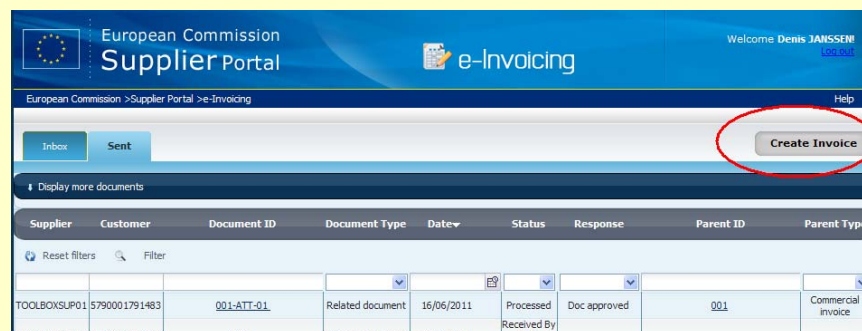 European Commission
Supplier Portal
e-Invoicing
Welcome Denis JANSSEN!
Log out
European Commission >Supplier Portal >e-Invoicing
Help
Inbox
Sent
Create Invoice
Display more documents
Supplier Customer Document ID Document Type Date Status Response Parent ID Parent Typ
Reset filters Filter
TOOLBOXSUP01 5790001791483 001-ATT-01 Related document 16/06/2011 Processed Doc approved 001 Commercial
invoice
Received By